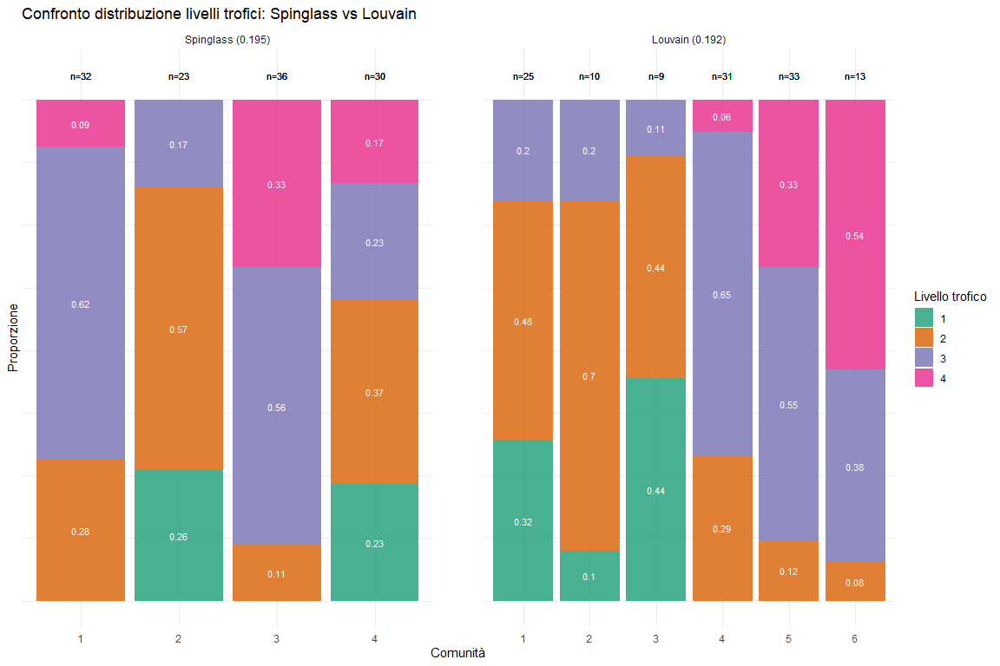 Confronto distribuzione livelli trofici: Spinglass vs Louvain
Spinglass (0.195)
n=32 n=23 n=36 n=30
0.09 0.17 0.33 0.17
0.62 0.57 0.56 0.23
0.28 0.26 0.11 0.37
0.23
1 2 3 4
Louvain (0.192)
n=25 n=10 n=9 n=31 n=33 n=13
0.2 0.2 0.11 0.06 0.33 0.54
0.48 0.7 0.44 0.65 0.55 0.38
0.32 0.1 0.44 0.29 0.12 0.08
1 2 3 4 5 6
Proporzione
Comunità
Livello trofico
1
2
3
4